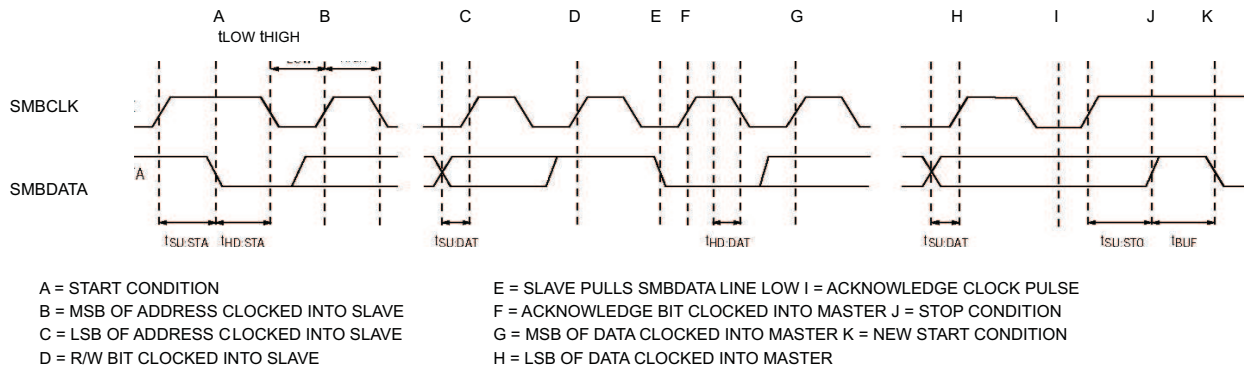 A B C D E F G H I J K
tLOW tHIGH
SMBCLK
SMBDATA
tSU:STA tHD:STA tSU:DAT tHD:DAT tSU:DAT tSU:STO tBUF
A = START CONDITION
B = MSB OF ADDRESS CLOCKED INTO SLAVE
C = LSB OF ADDRESS CLOCKED INTO SLAVE
D = R/W BIT CLOCKED INTO SLAVE
E = SLAVE PULLS SMBDATA LINE LOW I = ACKNOWLEDGE CLOCK PULSE
F = ACKNOWLEDGE BIT CLOCKED INTO MASTER J = STOP CONDITION
G = MSB OF DATA CLOCKED INTO MASTER K = NEW START CONDITION
H = LSB OF DATA CLOCKED INTO MASTER